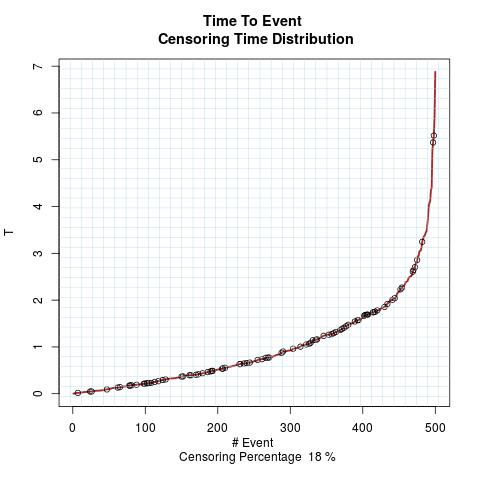 Time To Event
Censoring Time Distribution
7
6
5
4
3
2
1
0
T
0 100 200 300 400 500
# Event
Censoring Percentage 18 %